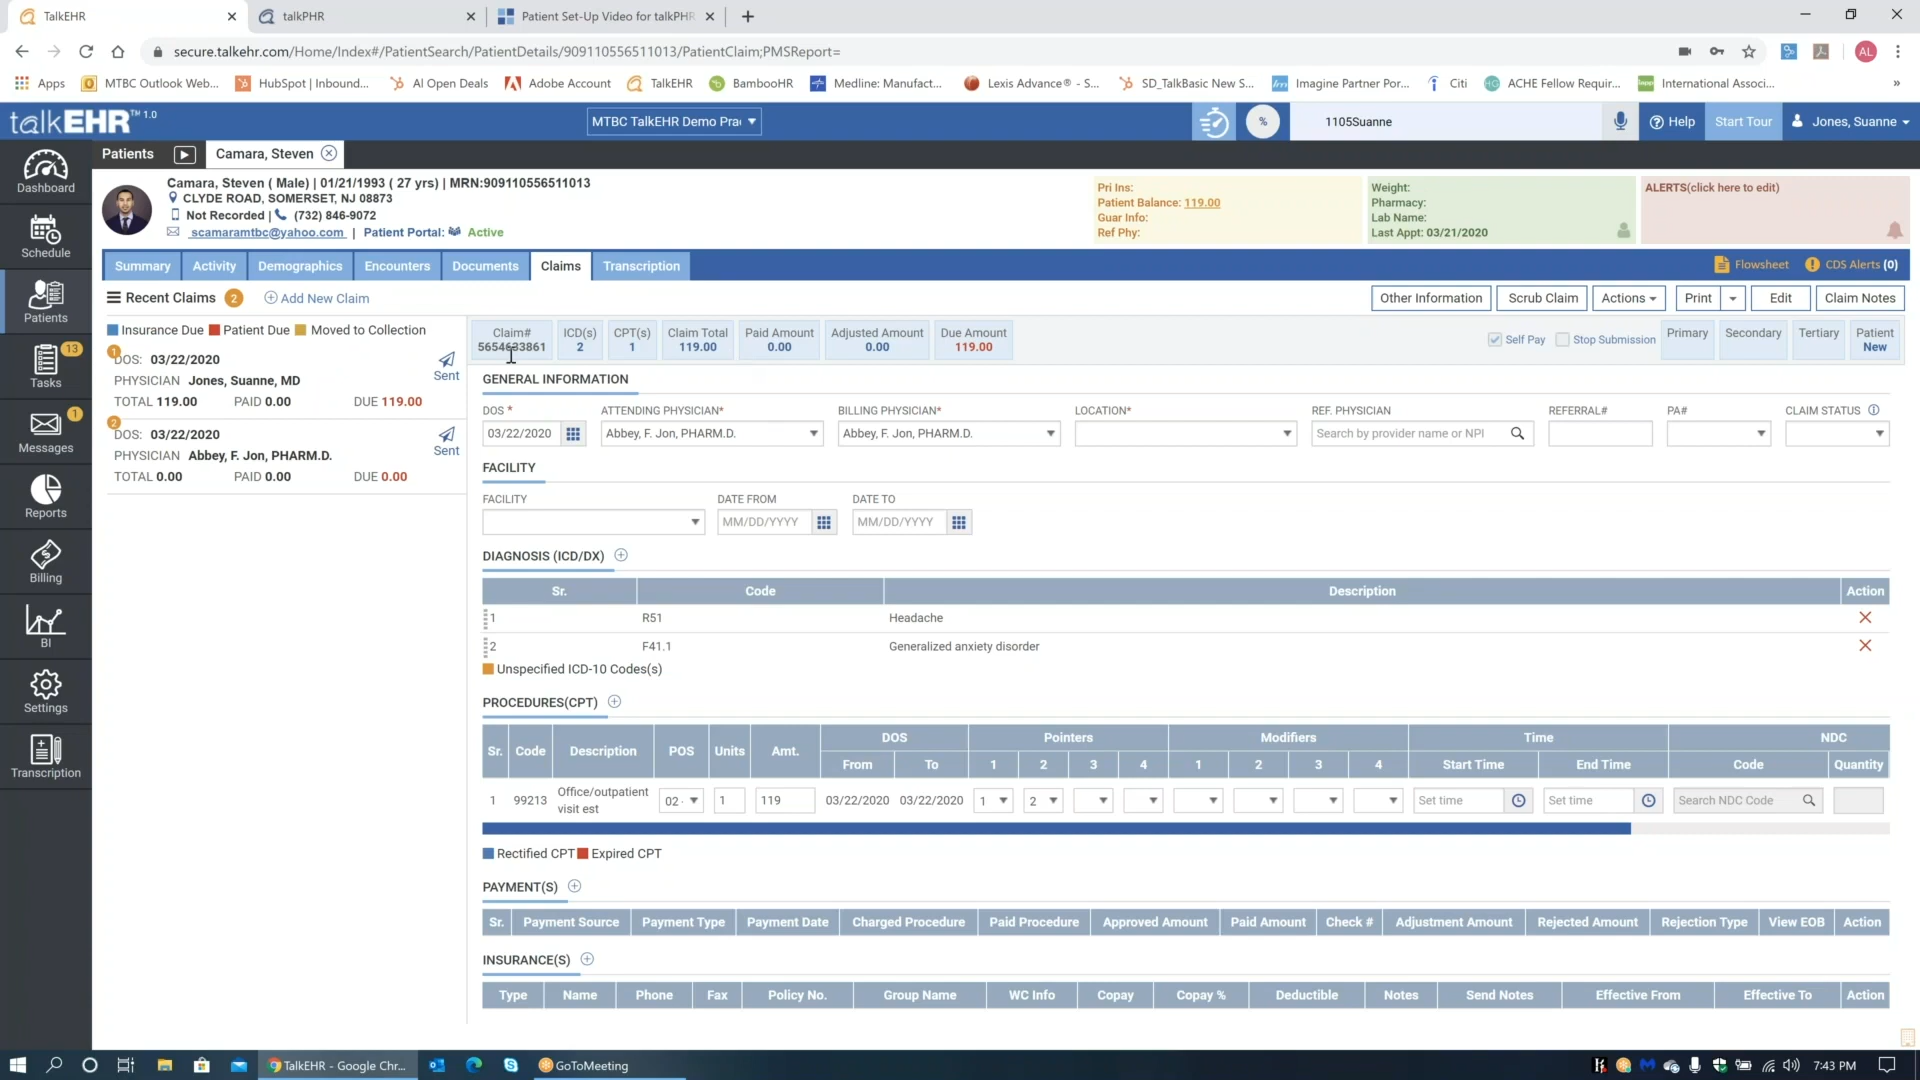 TalkEHR
talkPHR
Patient Set-Up Video for talkPHR
secure.talkehr.com/Home/Index#/PatientSearch/PatientDetails/909110556511013/PatientClaim;PMSReport=
AL
Apps
MTBC Outlook Web...
HubSpot | Inbound...
AI Open Deals
Adobe Account
TalkEHR
BambooHR
Medline: Manufact...
Lexis Advance® - S...
SD_TalkBasic New S...
Imagine Partner Por...
Citi
ACHE Fellow Requir...
International Associ...
»
talkEHR™ 1.0
MTBC TalkEHR Demo Prac
%
1105Suanne
Help
Start Tour
Jones, Suanne
Patients
Camara, Steven
Dashboard
Schedule
Patients
Tasks
13
Messages
1
Reports
Billing
BI
Settings
Transcription
Camara, Steven ( Male) | 01/21/1993 ( 27 yrs) | MRN:909110556511013
CLYDE ROAD, SOMERSET, NJ 08873
Not Recorded | (732) 846-9072
scamaramtbc@yahoo.com | Patient Portal: Active
Pri Ins:
Patient Balance: 119.00
Guar Info:
Ref Phy:
Weight:
Pharmacy:
Lab Name:
Last Appt: 03/21/2020
ALERTS(click here to edit)
Summary
Activity
Demographics
Encounters
Documents
Claims
Transcription
Flowsheet
CDS Alerts (0)
Recent Claims 2
Add New Claim
Other Information
Scrub Claim
Actions
Print
Edit
Claim Notes
Insurance Due Patient Due Moved to Collection
1
DOS: 03/22/2020
PHYSICIAN Jones, Suanne, MD
TOTAL 119.00 PAID 0.00 DUE 119.00
Sent
2
DOS: 03/22/2020
PHYSICIAN Abbey, F. Jon, PHARM.D.
TOTAL 0.00 PAID 0.00 DUE 0.00
Sent
Claim# ICD(s) CPT(s) Claim Total Paid Amount Adjusted Amount Due Amount
5654633861 2 1 119.00 0.00 0.00 119.00
Self Pay
Stop Submission
Primary
Secondary
Tertiary
Patient
New
GENERAL INFORMATION
DOS * ATTENDING PHYSICIAN* BILLING PHYSICIAN* LOCATION* REF. PHYSICIAN REFERRAL# PA# CLAIM STATUS
03/22/2020 Abbey, F. Jon, PHARM.D. Abbey, F. Jon, PHARM.D. Search by provider name or NPI
FACILITY
FACILITY DATE FROM DATE TO
MM/DD/YYYY MM/DD/YYYY
DIAGNOSIS (ICD/DX)
Sr. Code Description Action
1 R51 Headache
2 F41.1 Generalized anxiety disorder
Unspecified ICD-10 Codes(s)
PROCEDURES(CPT)
Sr. Code Description POS Units Amt. DOS Pointers Modifiers Time NDC
From To 1 2 3 4 1 2 3 4 Start Time End Time Code Quantity
1 99213 Office/outpatient visit est 02 - 1 119 03/22/2020 03/22/2020 1 2 Set time Set time Search NDC Code
Rectified CPT Expired CPT
PAYMENT(S)
Sr. Payment Source Payment Type Payment Date Charged Procedure Paid Procedure Approved Amount Paid Amount Check # Adjustment Amount Rejected Amount Rejection Type View EOB Action
INSURANCE(S)
Type Name Phone Fax Policy No. Group Name WC Info Copay Copay % Deductible Notes Send Notes Effective From Effective To Action
TalkEHR - Google Chr...
GoToMeeting
7:43 PM